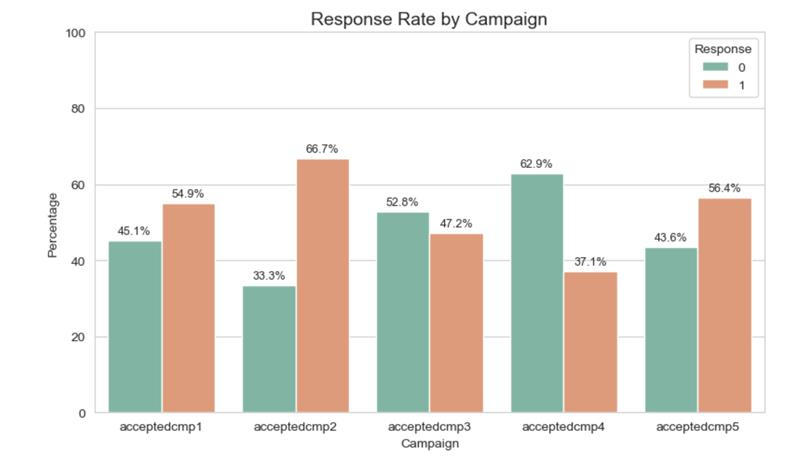 Response Rate by Campaign
100
80
60
40
20
0
Percentage
Response
0
1
45.1%
54.9%
33.3%
66.7%
52.8%
47.2%
62.9%
37.1%
43.6%
56.4%
acceptedcmp1
acceptedcmp2
acceptedcmp3
acceptedcmp4
acceptedcmp5
Campaign